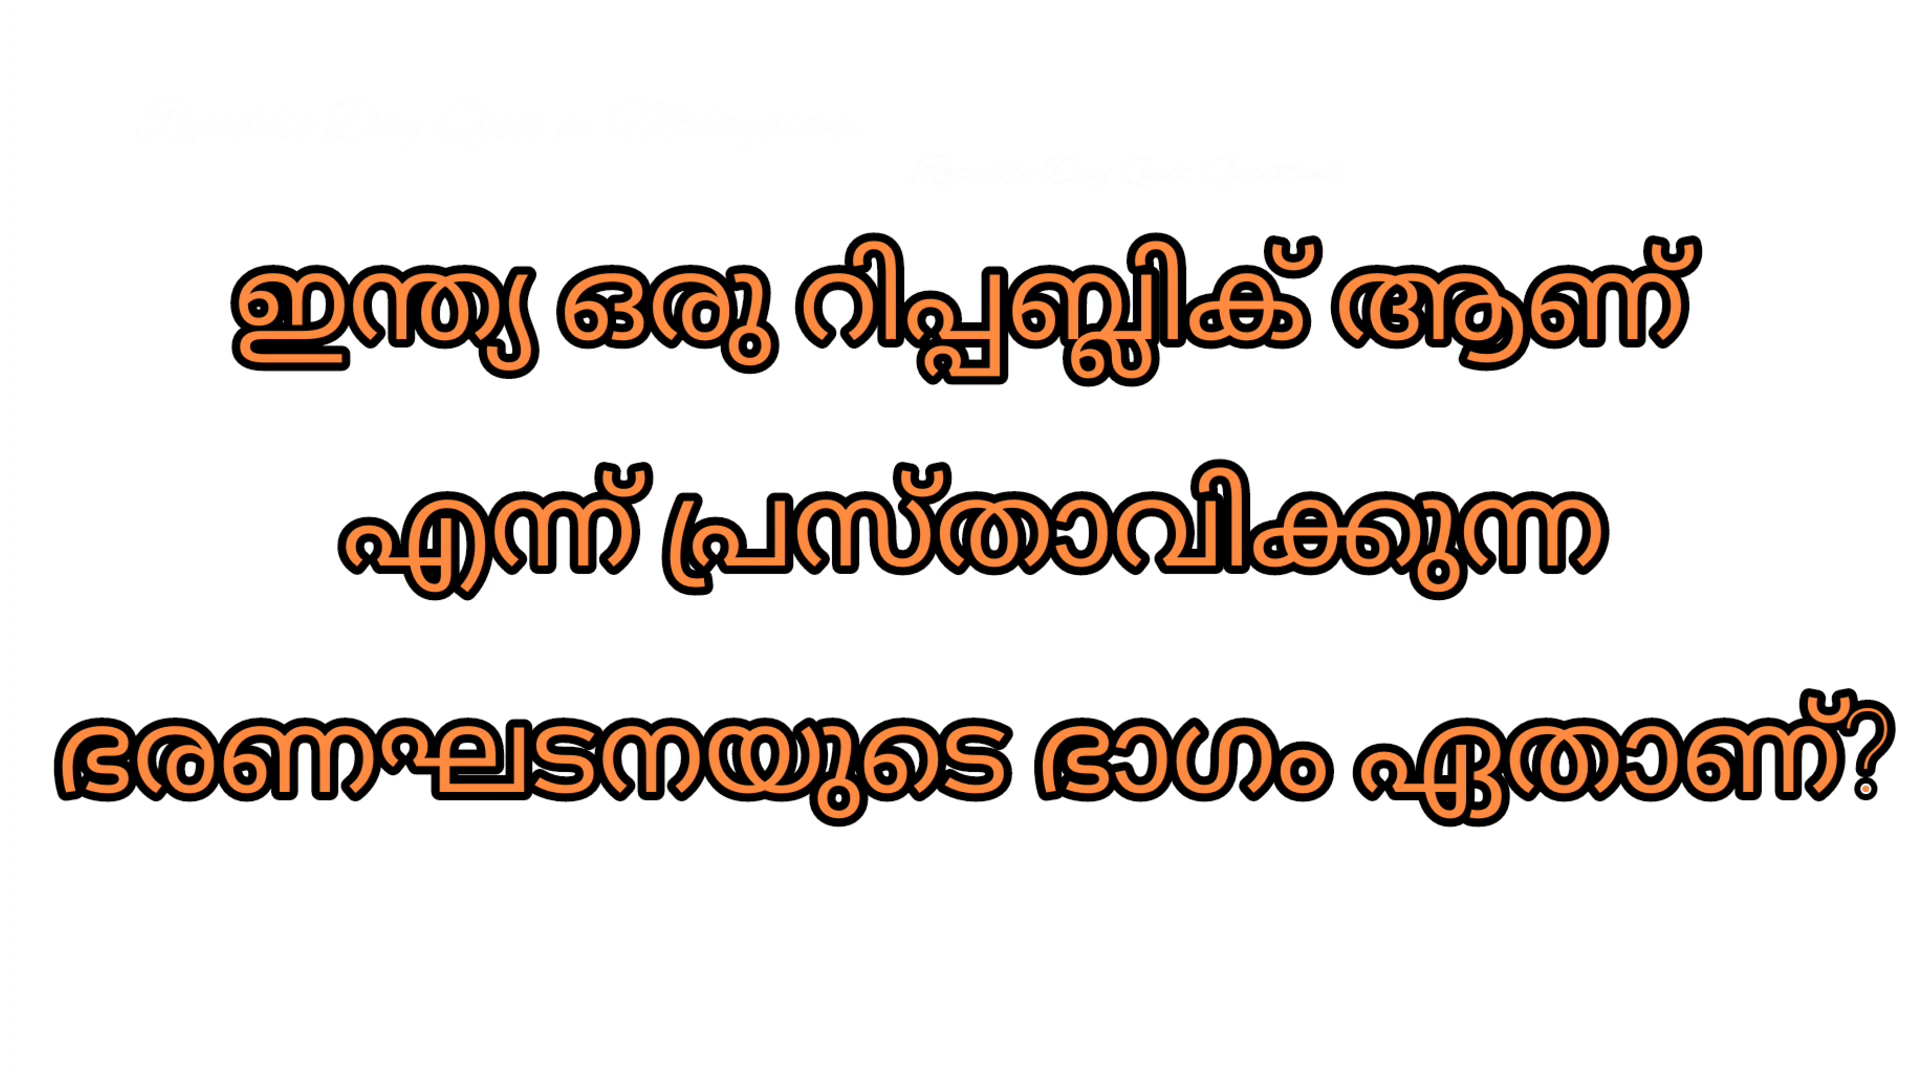 ഇന്ത്യ ഒരു റിപ്പബ്ലിക് ആണ്
എന്ന് പ്രസ്താവിക്കുന്ന
ഭരണഘടനയുടെ ഭാഗം ഏതാണ്?